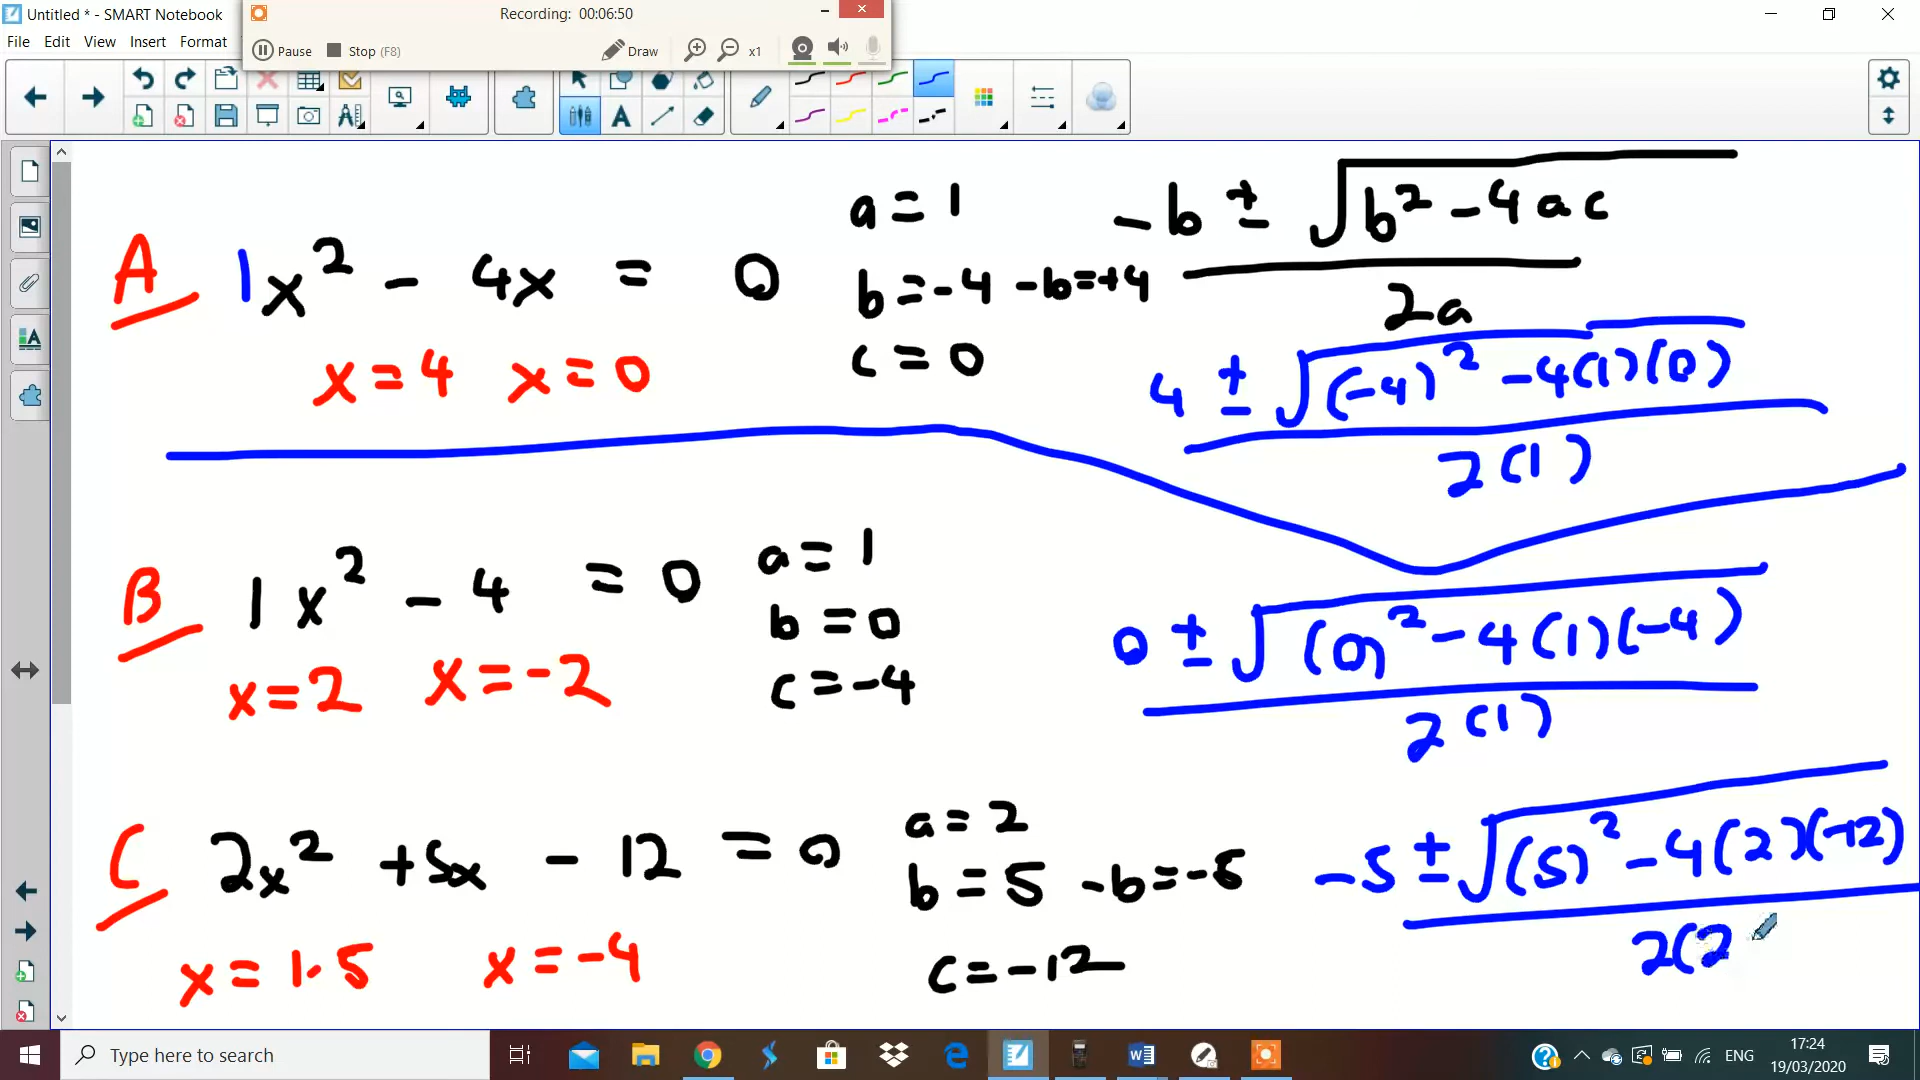 Untitled * - SMART Notebook
Recording: 00:06:50
File Edit View Insert Format
Pause Stop (F8) Draw x1
A 1x² - 4x = 0
a = 1
b = -4 -b = +4
c = 0
-b ± √b² - 4ac
2a
x = 4 x = 0
4 ± √(-4)² - 4(1)(0)
2(1)
B 1x² - 4 = 0
a = 1
b = 0
c = -4
x = 2 x = -2
0 ± √(0)² - 4(1)(-4)
2(1)
C 2x² + 5x - 12 = 0
a = 2
b = 5 -b = -5
c = -12
x = 1.5 x = -4
-5 ± √(5)² - 4(2)(-12)
2(2
Type here to search
ENG
17:24
19/03/2020